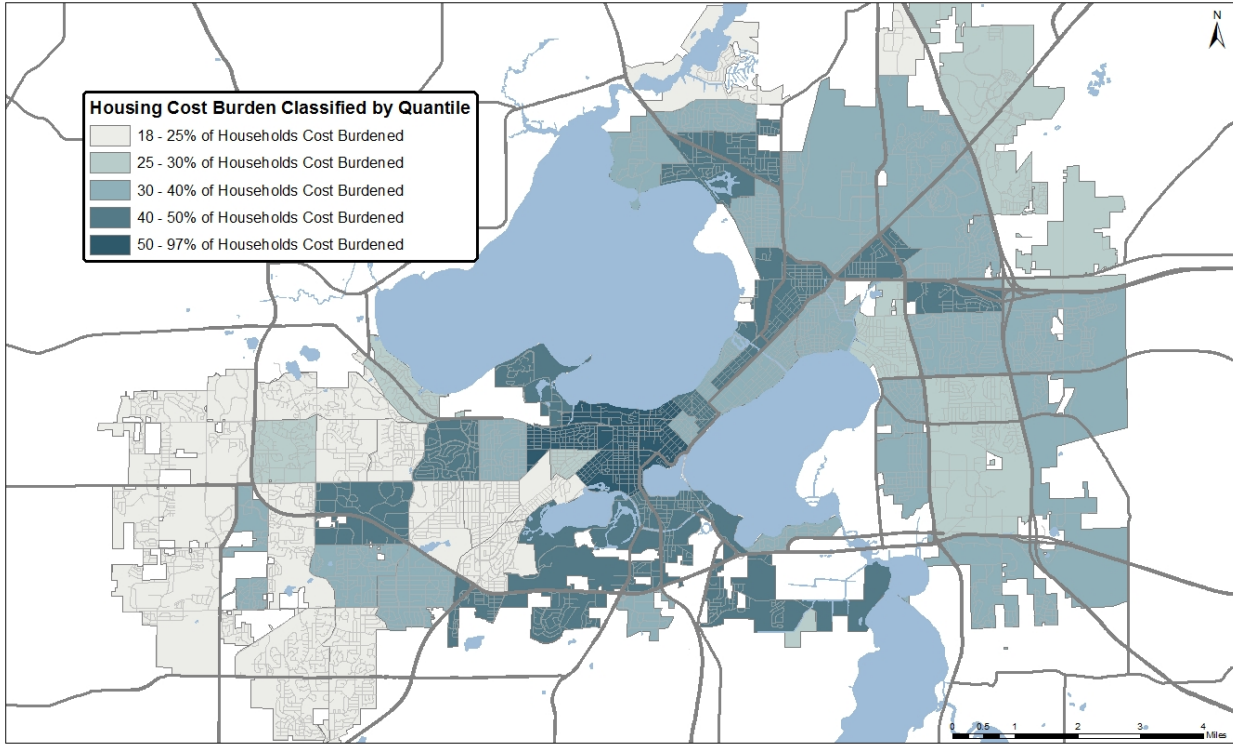 N
Housing Cost Burden Classified by Quantile
18 - 25% of Households Cost Burdened
25 - 30% of Households Cost Burdened
30 - 40% of Households Cost Burdened
40 - 50% of Households Cost Burdened
50 - 97% of Households Cost Burdened
0 0.5 1 2 3 4
Miles